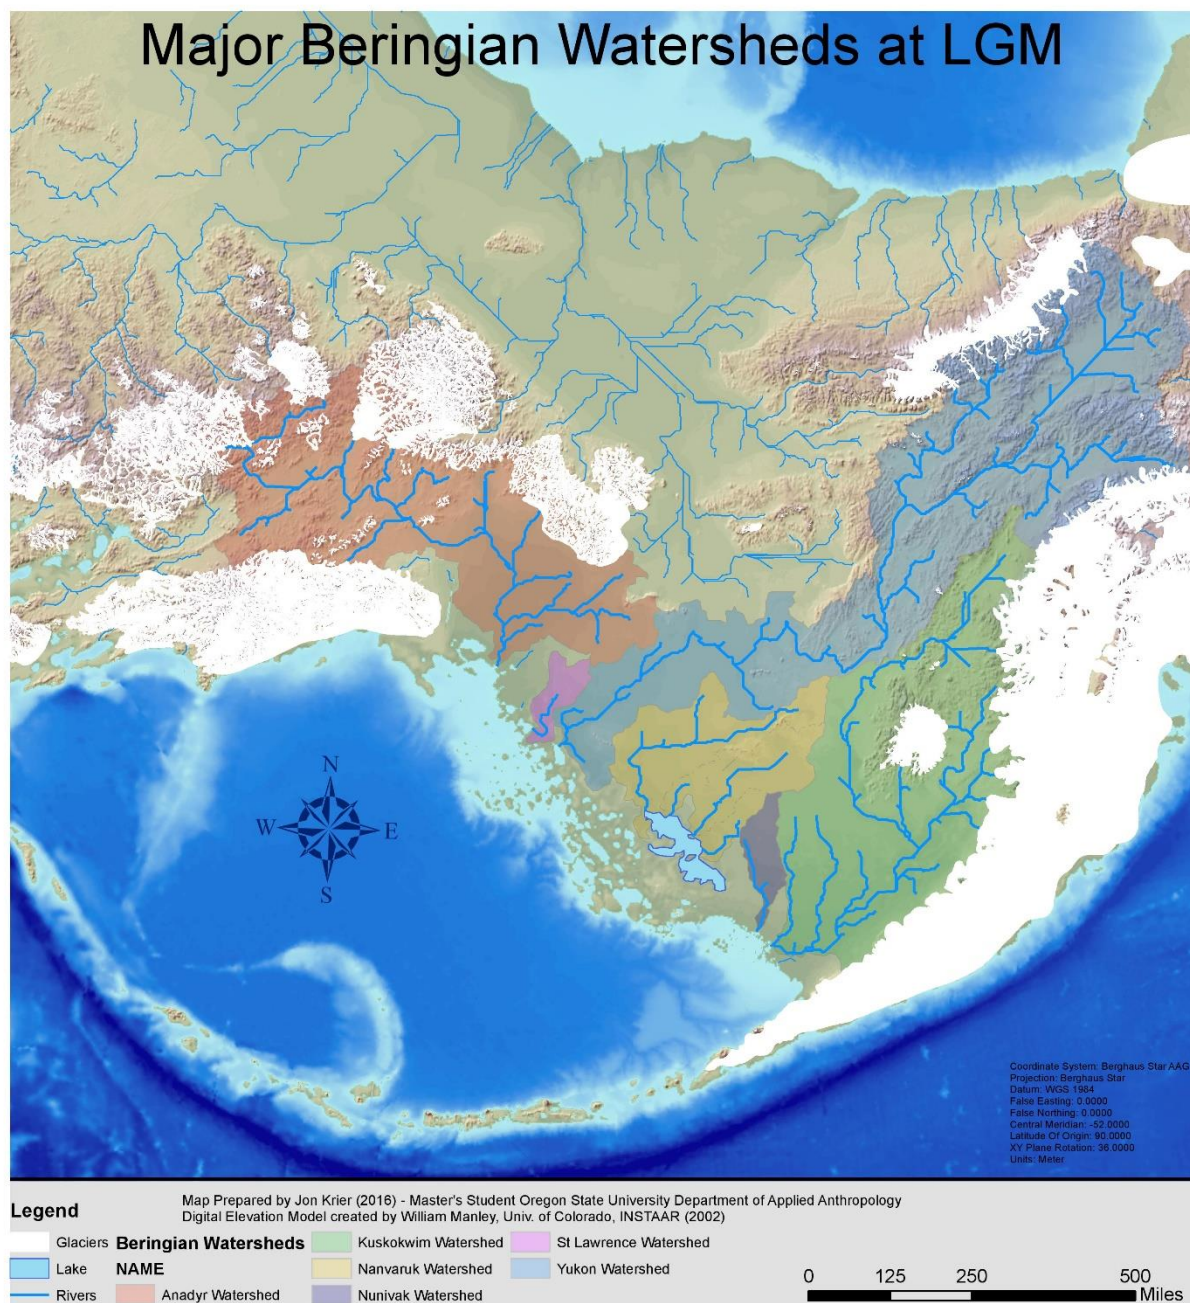 Major Beringian Watersheds at LGM
N
W E
S
Coordinate System: Berghaus Star AAG
Projection: Berghaus Star
Datum: WGS 1984
False Easting: 0.0000
False Northing: 0.0000
Central Meridian: -52.0000
Latitude Of Origin: 90.0000
XY Plane Rotation: 36.0000
Units: Meter
Legend
Map Prepared by Jon Krier (2016) - Master's Student Oregon State University Department of Applied Anthropology
Digital Elevation Model created by William Manley, Univ. of Colorado, INSTAAR (2002)
Glaciers Beringian Watersheds Kuskokwim Watershed St Lawrence Watershed
Lake NAME Nanvaruk Watershed Yukon Watershed
Rivers Anadyr Watershed Nunivak Watershed
0 125 250 500
Miles